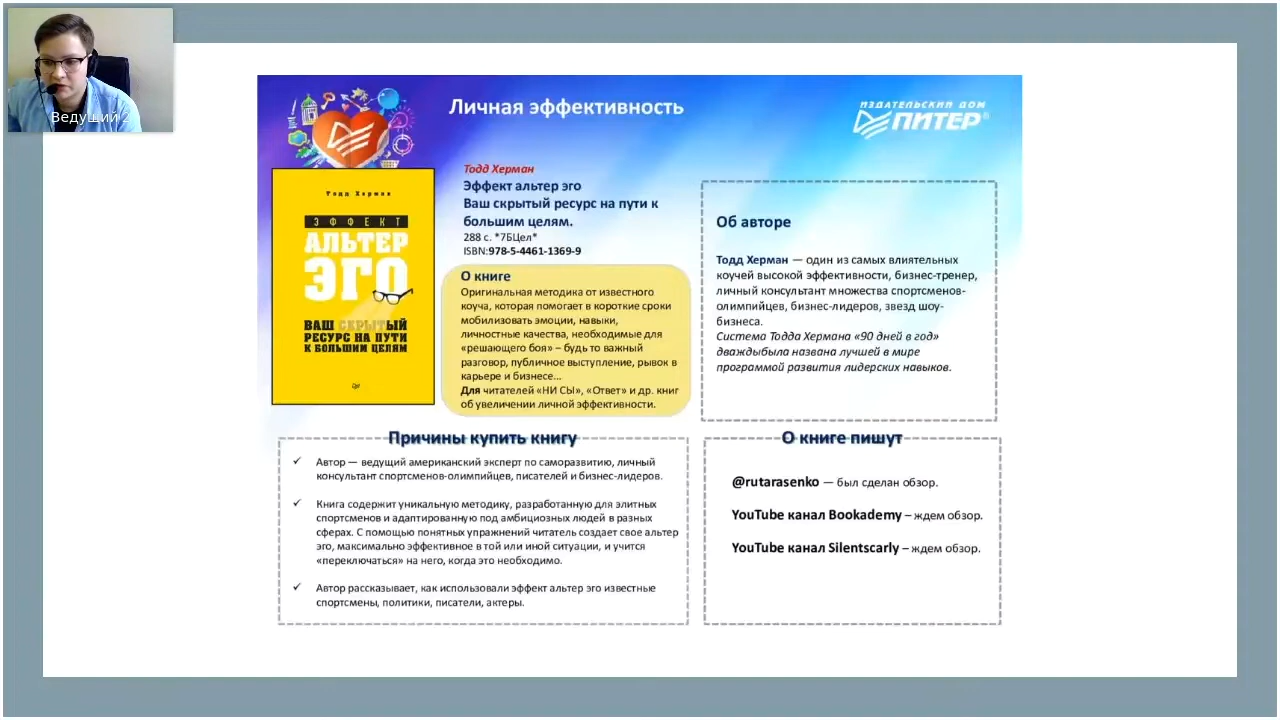 Ведущий 2
Личная эффективность
ИЗДАТЕЛЬСКИЙ ДОМ
ПИТЕР®
Тодд Херман
ЭФФЕКТ
АЛЬТЕР
ЭГО
ВАШ СКРЫТЫЙ
РЕСУРС НА ПУТИ
К БОЛЬШИМ ЦЕЛЯМ
Тодд Херман
Эффект альтер эго
Ваш скрытый ресурс на пути к
большим целям.
288 с. *7БЦел*
ISBN:978-5-4461-1369-9
О книге
Оригинальная методика от известного
коуча, которая помогает в короткие сроки
мобилизовать эмоции, навыки,
личностные качества, необходимые для
«решающего боя» – будь то важный
разговор, публичное выступление, рывок в
карьере и бизнесе...
Для читателей «НИ СЫ», «Ответ» и др. книг
об увеличении личной эффективности.
Об авторе
Тодд Херман — один из самых влиятельных
коучей высокой эффективности, бизнес-тренер,
личный консультант множества спортсменов-
олимпийцев, бизнес-лидеров, звезд шоу-
бизнеса.
Система Тодда Хермана «90 дней в год»
дваждыбыла названа лучшей в мире
программой развития лидерских навыков.
Причины купить книгу
✓ Автор — ведущий американский эксперт по саморазвитию, личный
консультант спортсменов-олимпийцев, писателей и бизнес-лидеров.
✓ Книга содержит уникальную методику, разработанную для элитных
спортсменов и адаптированную под амбициозных людей в разных
сферах. С помощью понятных упражнений читатель создает свое альтер
эго, максимально эффективное в той или иной ситуации, и учится
«переключаться» на него, когда это необходимо.
✓ Автор рассказывает, как использовали эффект альтер эго известные
спортсмены, политики, писатели, актеры.
О книге пишут
@rutarasenko — был сделан обзор.
YouTube канал Bookademy – ждем обзор.
YouTube канал Silentscarly – ждем обзор.